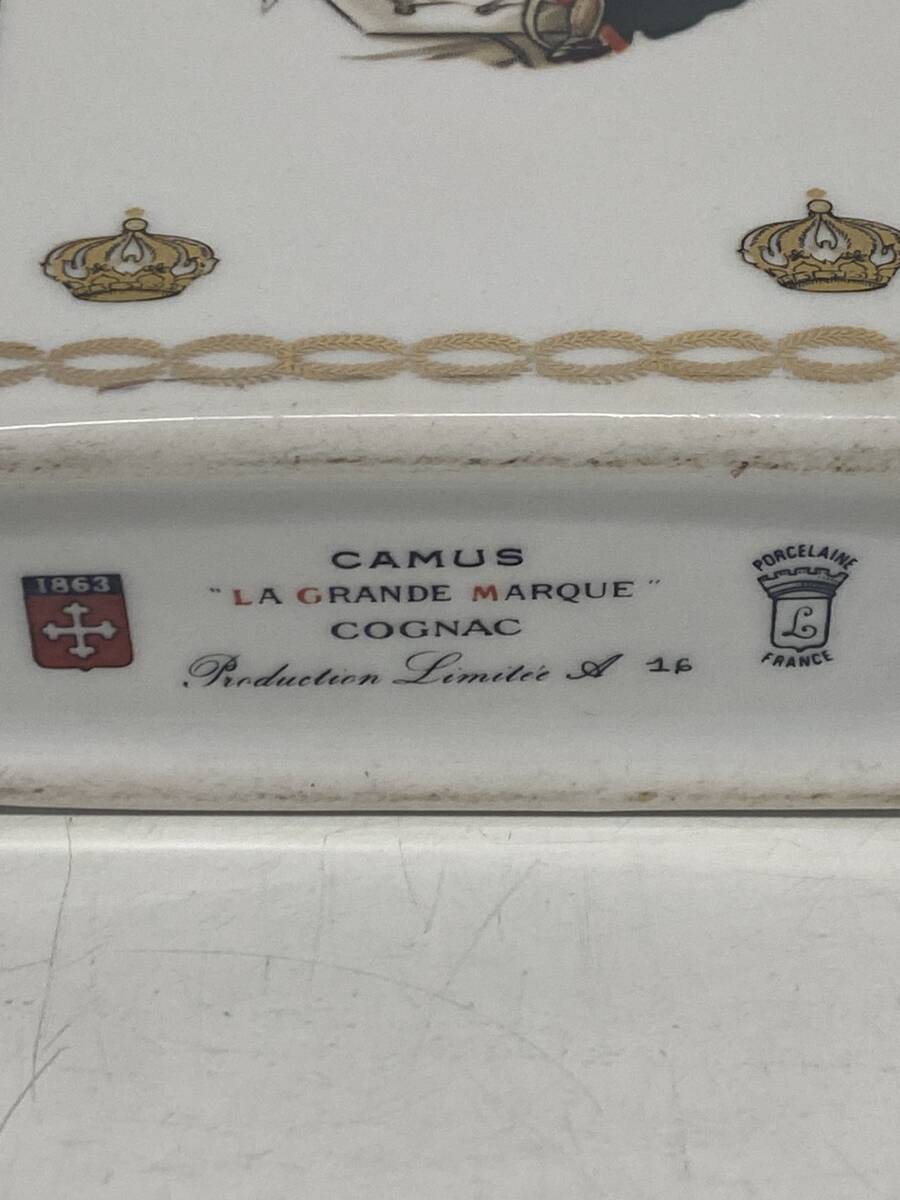 1863
CAMUS
"LA GRANDE MARQUE"
COGNAC
Production Limitée A 16
PORCELAINE
L
FRANCE